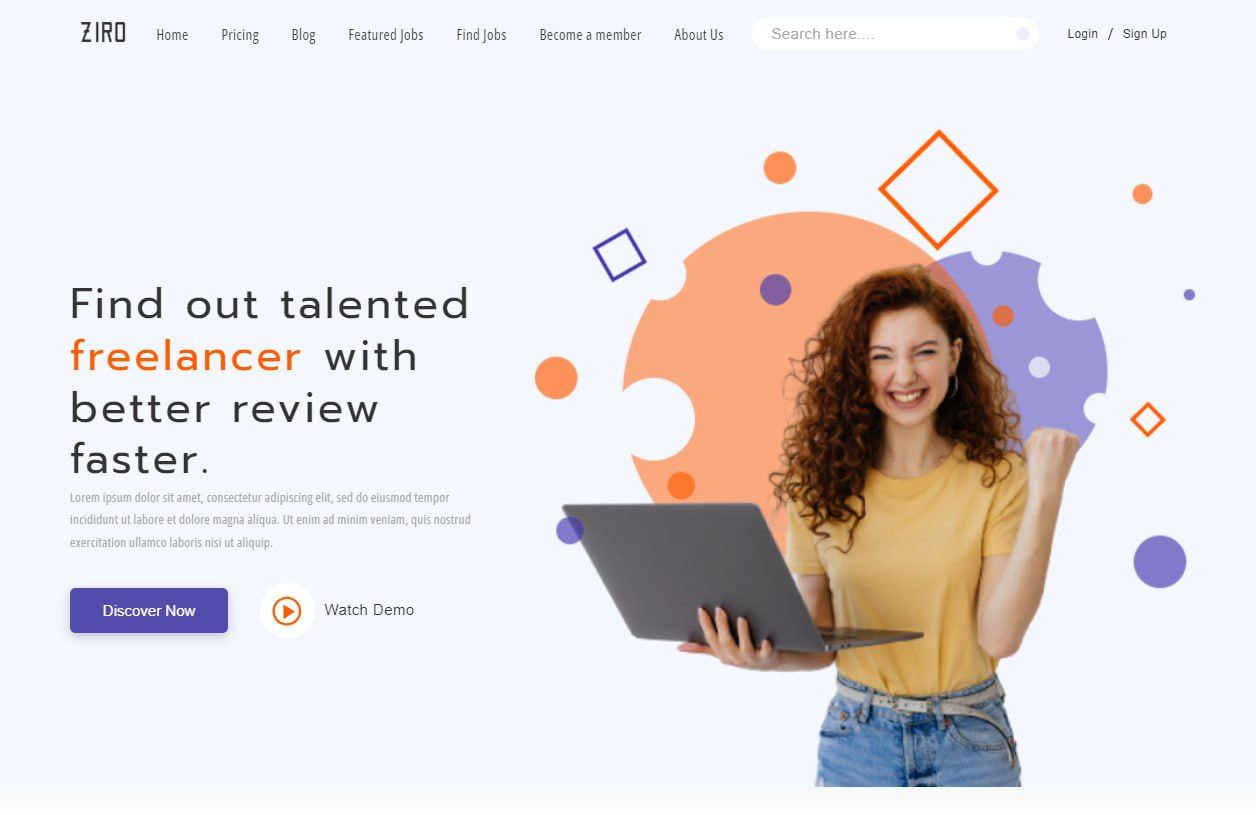 ZIRO Home Pricing Blog Featured Jobs Find Jobs Become a member About Us Search here.... Login / Sign Up
Find out talented
freelancer with
better review
faster.
Lorem ipsum dolor sit amet, consectetur adipiscing elit, sed do eiusmod tempor
incididunt ut labore et dolore magna aliqua. Ut enim ad minim veniam, quis nostrud
exercitation ullamco laboris nisi ut aliquip.
Discover Now Watch Demo